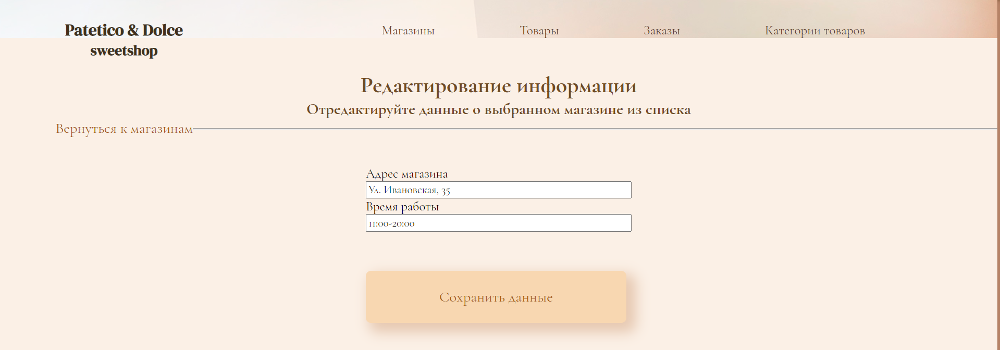 Patetico & Dolce
sweetshop
Магазины
Товары
Заказы
Категории товаров
Редактирование информации
Отредактируйте данные о выбранном магазине из списка
Вернуться к магазинам
Адрес магазина
Ул. Ивановская, 35
Время работы
11:00-20:00
Сохранить данные